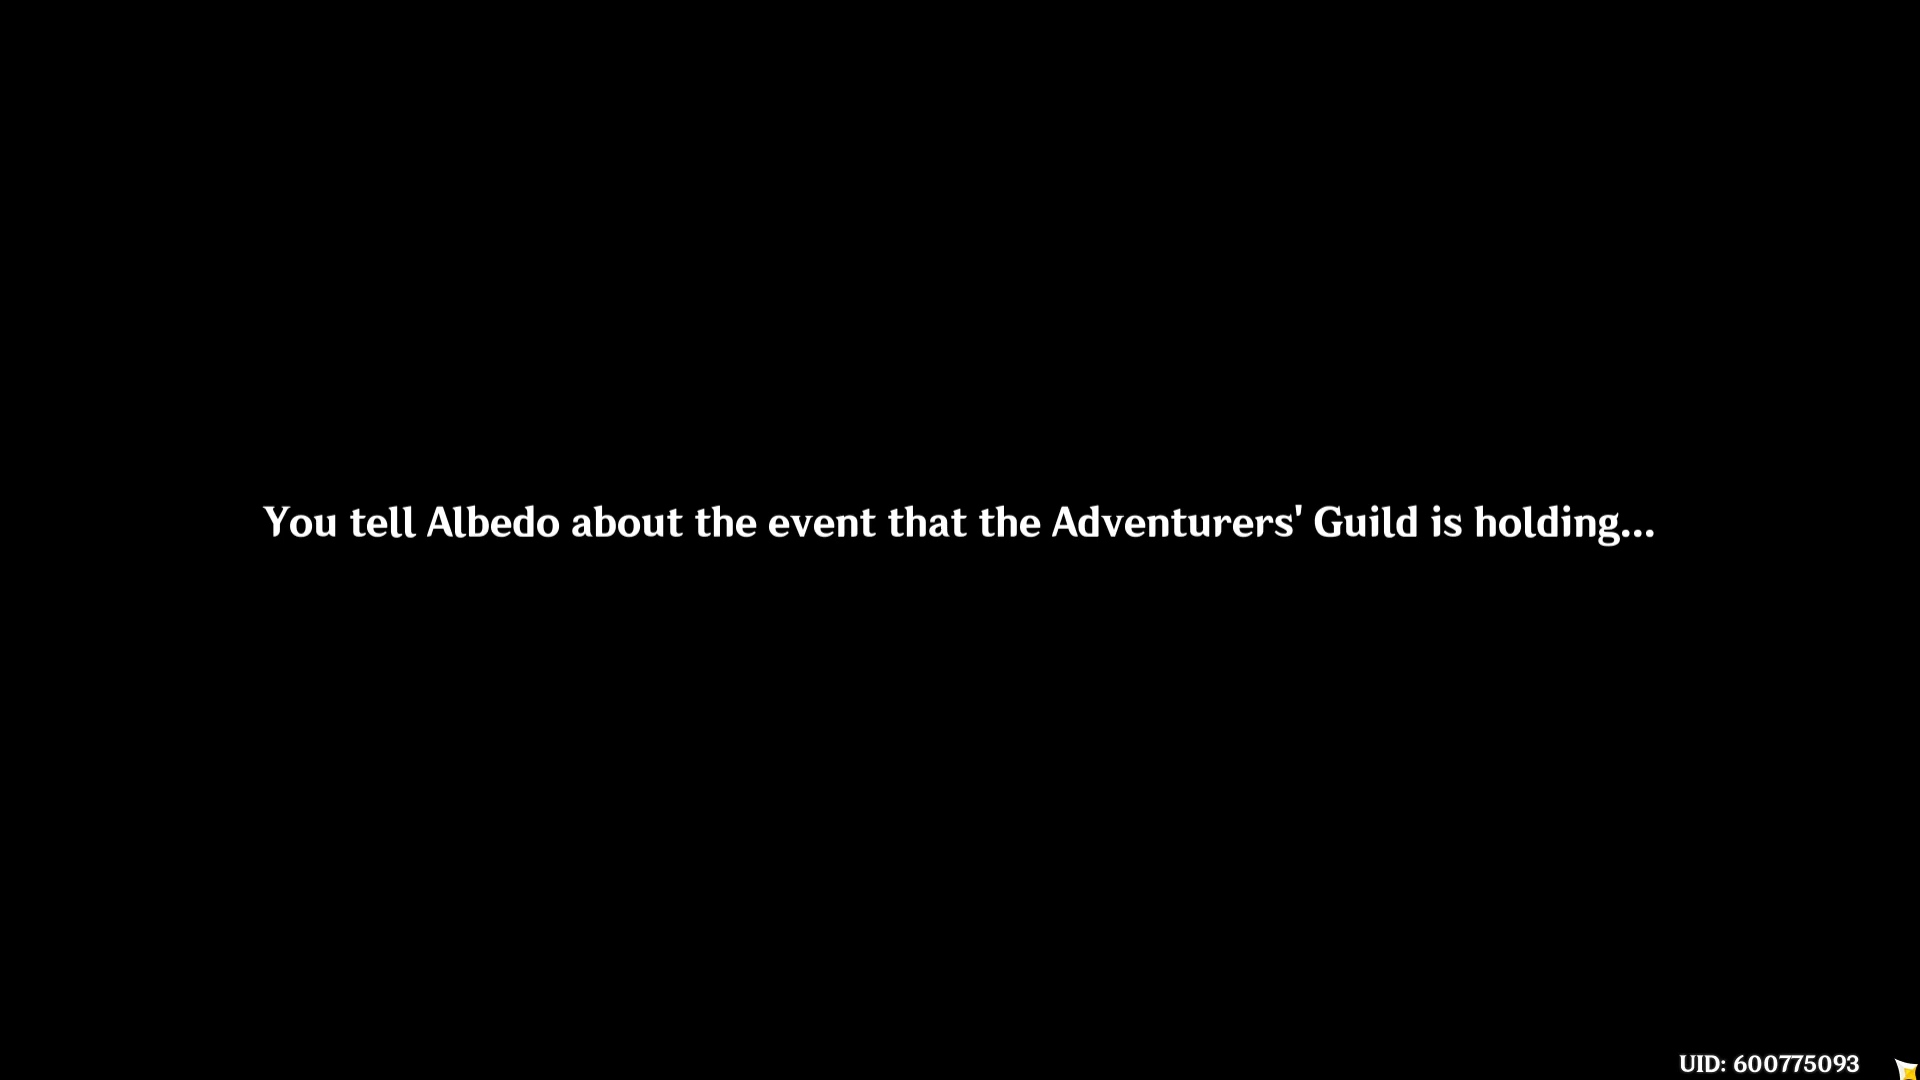 You tell Albedo about the event that the Adventurers' Guild is holding...
UID: 600775093